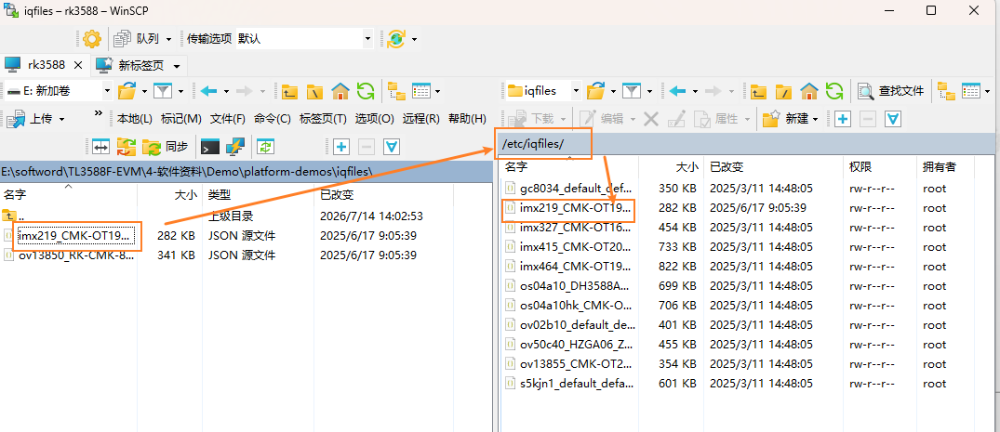 iqfiles – rk3588 – WinSCP
队列 传输选项 默认
rk3588 新标签页
E: 新加卷 iqfiles 查找文件
上传 » 本地(L) 标记(M) 文件(F) 命令(C) 标签页(T) 选项(O) 远程(R) 帮助(H) 下载 编辑 属性 新建
同步
/etc/iqfiles/
E:\softword\TL3588F-EVM\4-软件资料\Demo\platform-demos\iqfiles\
名字 大小 类型 已改变
.. 上级目录 2026/7/14 14:02:53
imx219_CMK-OT19... 282 KB JSON 源文件 2025/6/17 9:05:39
ov13850_RK-CMK-8... 341 KB JSON 源文件 2025/6/17 9:05:39
名字 大小 已改变 权限 拥有者
gc8034_default_def... 350 KB 2025/3/11 14:48:05 rw-r--r-- root
imx219_CMK-OT19... 282 KB 2025/6/17 9:05:39 rw-r--r-- root
imx327_CMK-OT16... 454 KB 2025/3/11 14:48:05 rw-r--r-- root
imx415_CMK-OT20... 733 KB 2025/3/11 14:48:05 rw-r--r-- root
imx464_CMK-OT19... 822 KB 2025/3/11 14:48:05 rw-r--r-- root
os04a10_DH3588A... 699 KB 2025/3/11 14:48:05 rw-r--r-- root
os04a10hk_CMK-O... 706 KB 2025/3/11 14:48:05 rw-r--r-- root
ov02b10_default_de... 401 KB 2025/3/11 14:48:05 rw-r--r-- root
ov50c40_HZGA06_Z... 455 KB 2025/3/11 14:48:05 rw-r--r-- root
ov13855_CMK-OT2... 354 KB 2025/3/11 14:48:05 rw-r--r-- root
s5kjn1_default_defa... 601 KB 2025/3/11 14:48:05 rw-r--r-- root